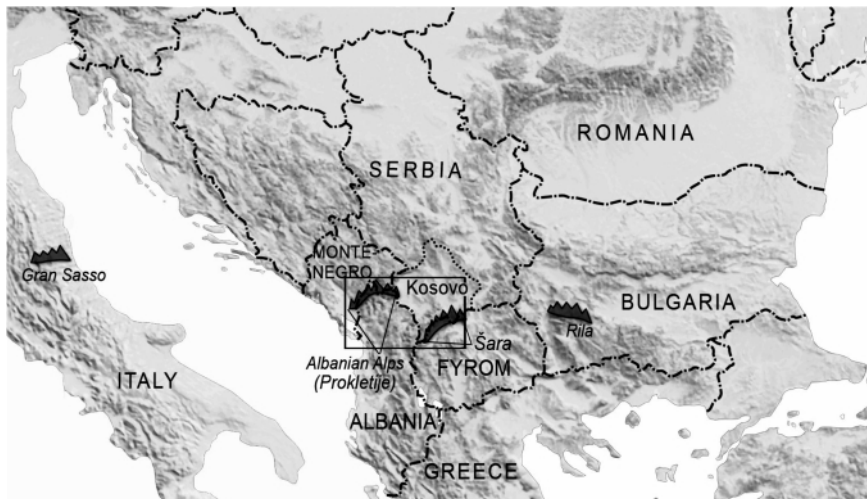 ROMANIA
SERBIA
MONTE-
NEGRO
Gran Sasso
Kosovo
BULGARIA
Rila
Šara
Albanian Alps
(Prokletije)
FYROM
ITALY
ALBANIA
GREECE